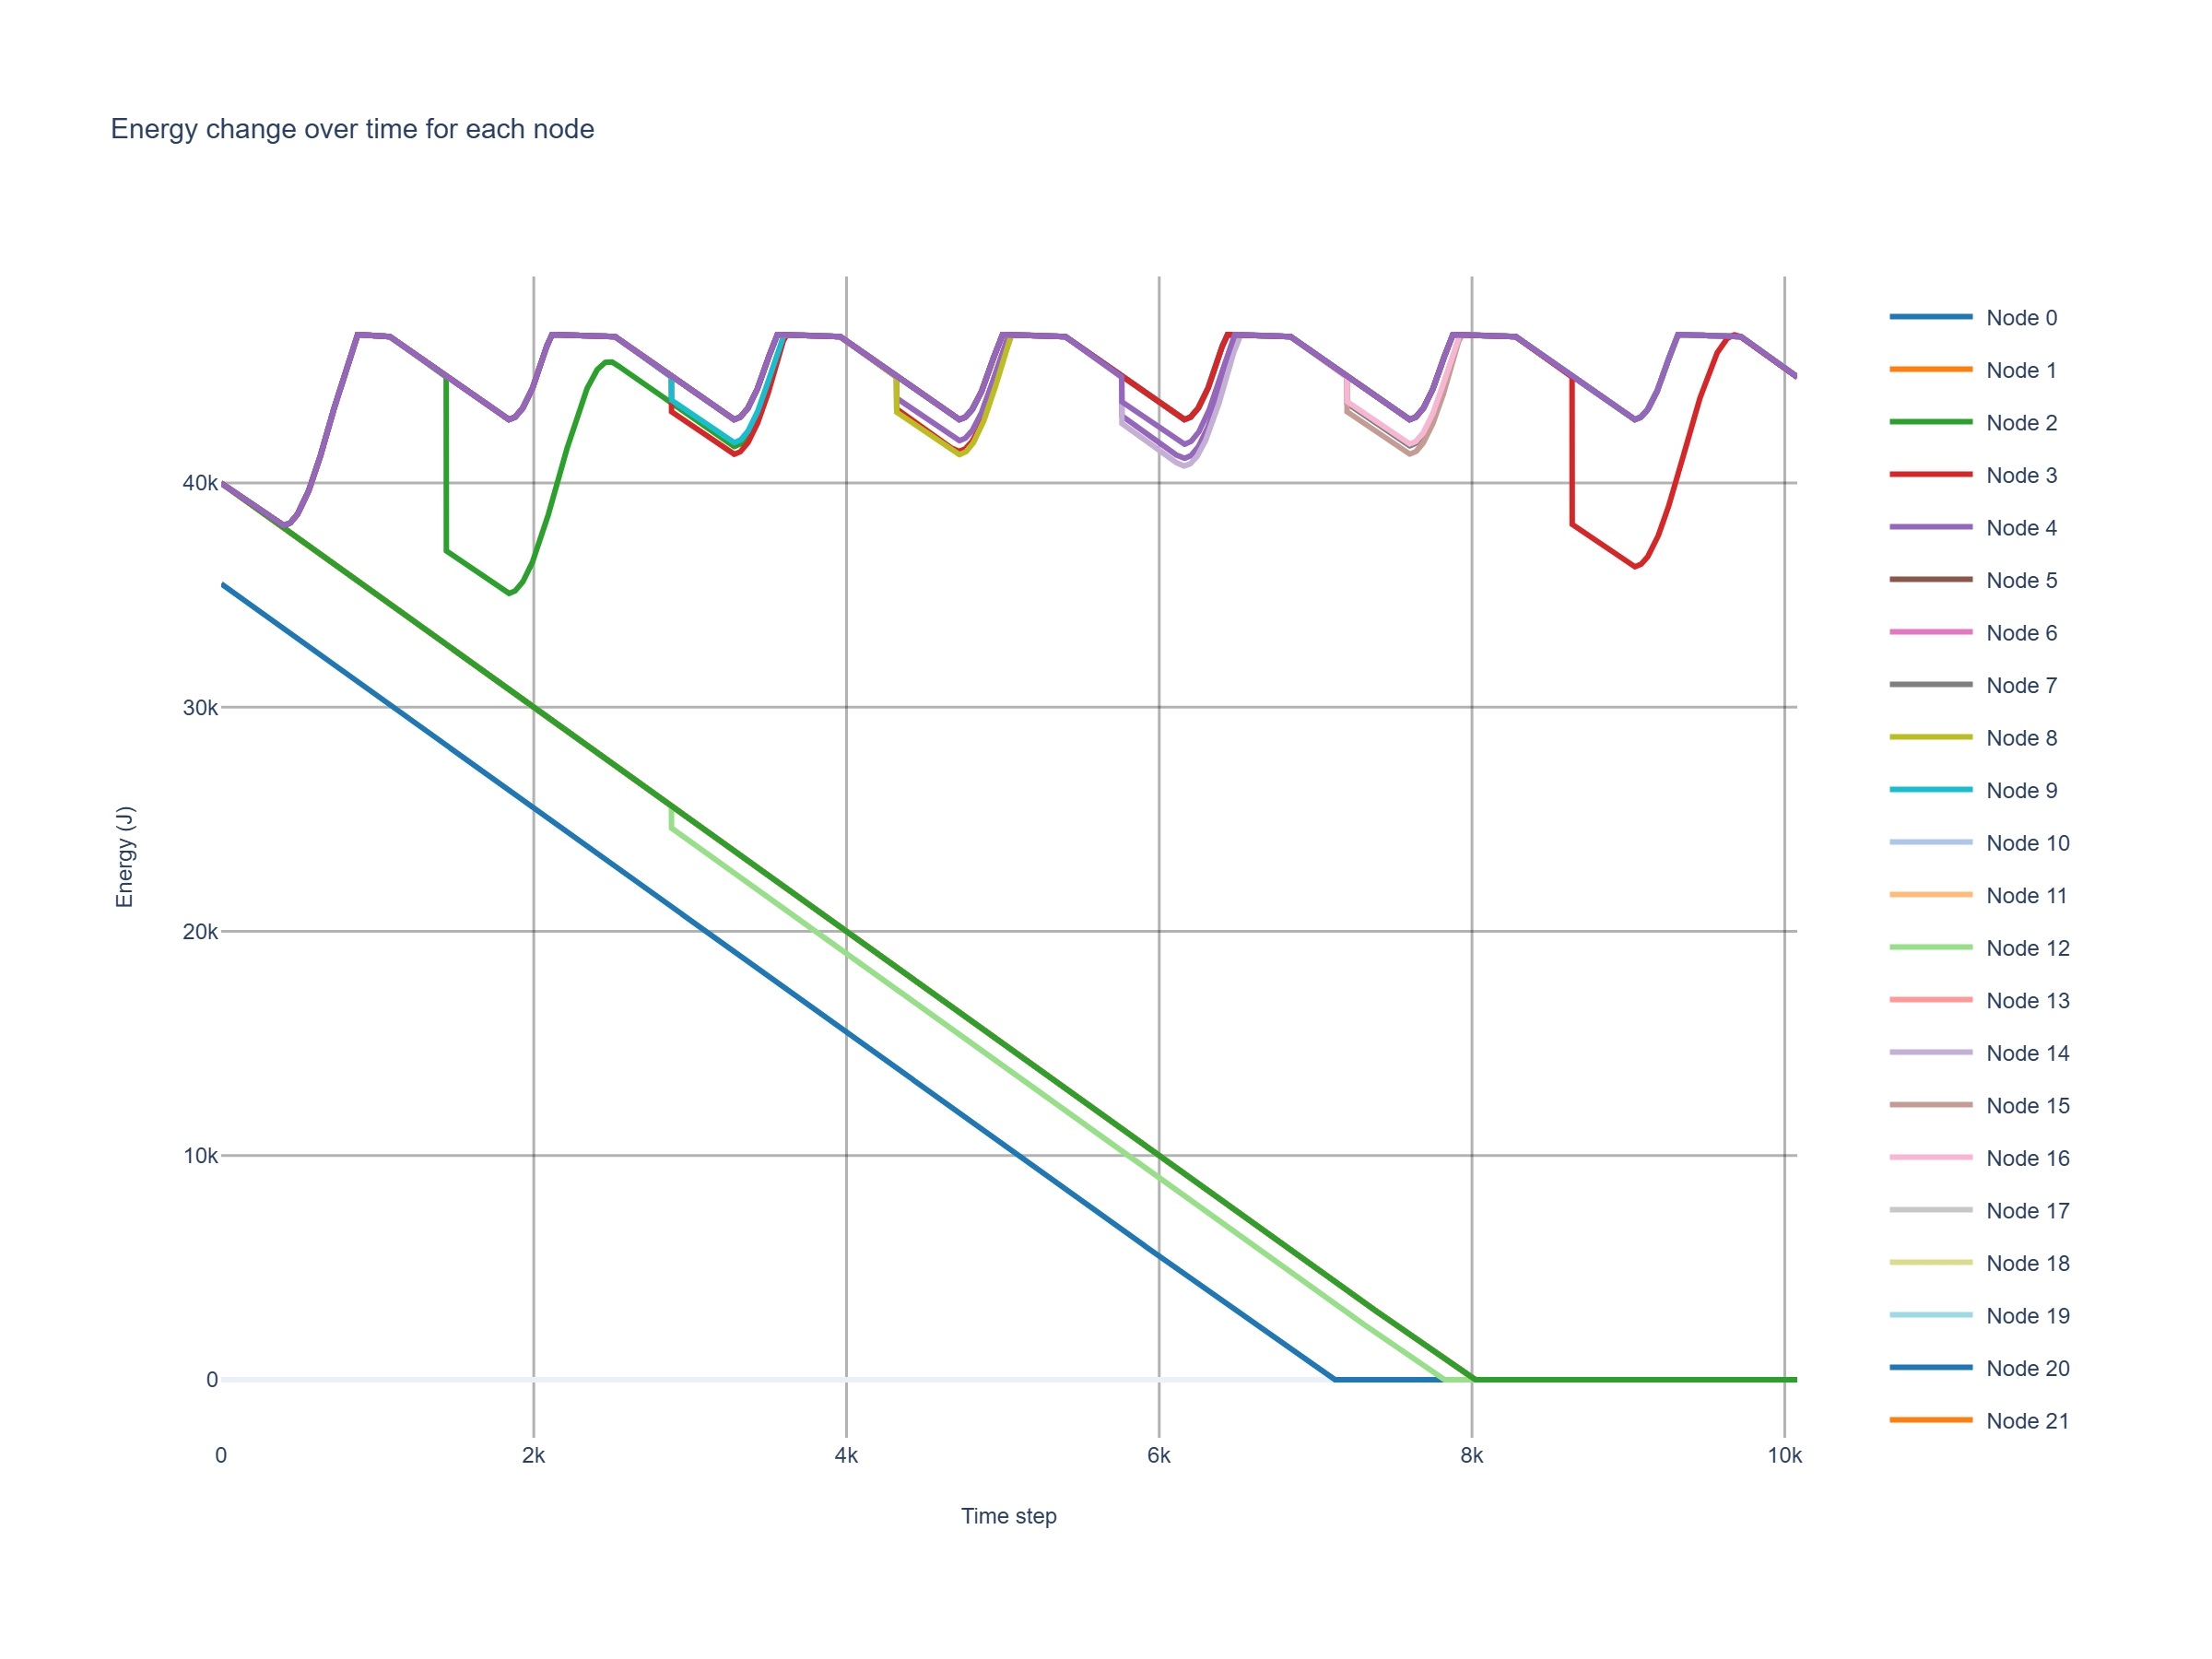 Energy change over time for each node
Energy (J)
40k
30k
20k
10k
0
0
2k
4k
6k
8k
10k
Time step
Node 0
Node 1
Node 2
Node 3
Node 4
Node 5
Node 6
Node 7
Node 8
Node 9
Node 10
Node 11
Node 12
Node 13
Node 14
Node 15
Node 16
Node 17
Node 18
Node 19
Node 20
Node 21